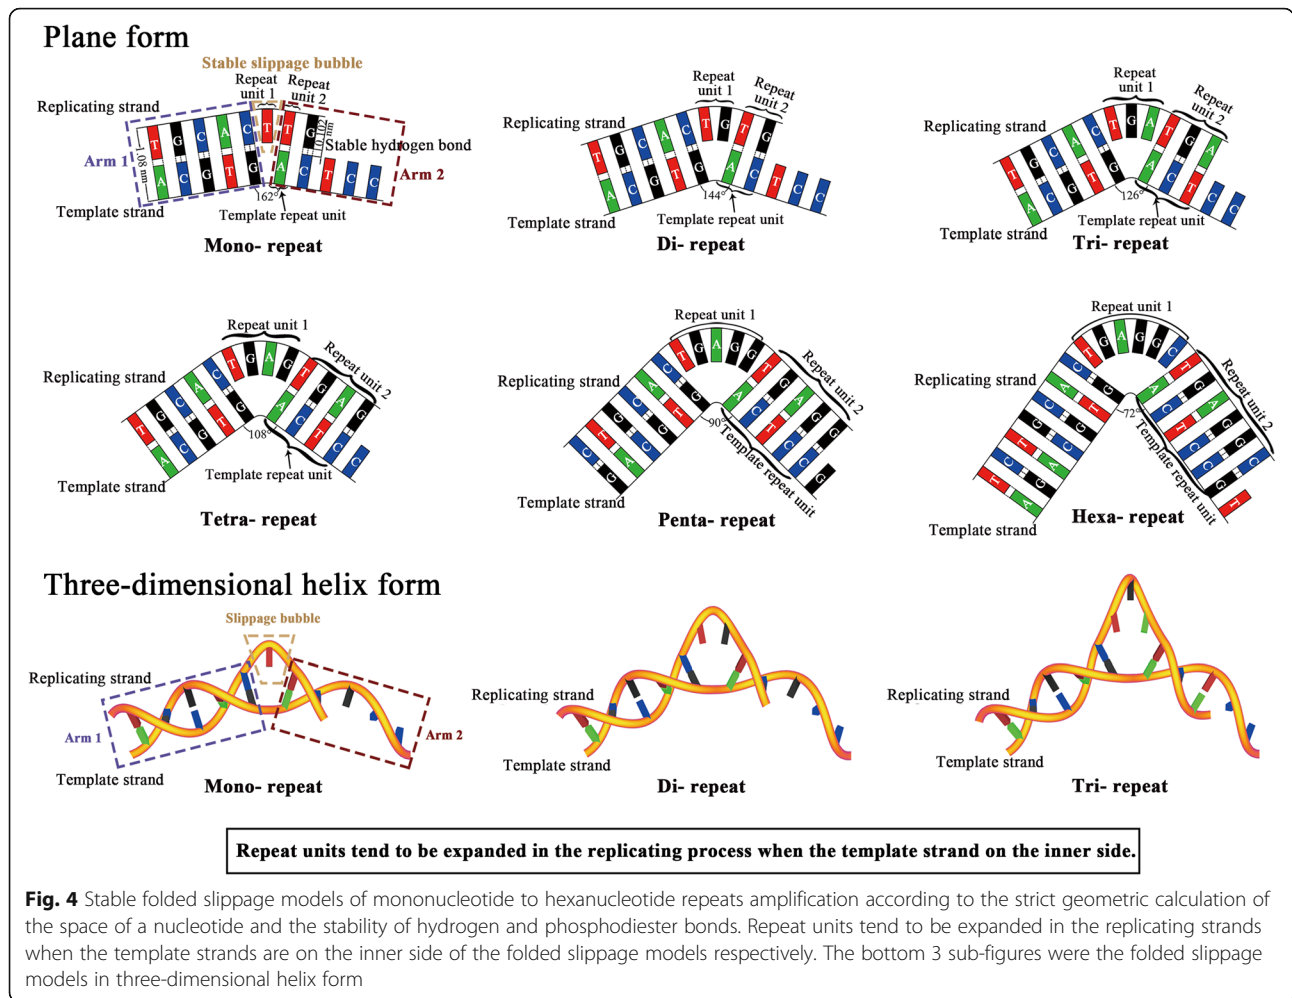 Plane form
Stable slippage bubble
Repeat unit 1
Repeat unit 2
Replicating strand
T G C A C T T G
0.102 nm
Stable hydrogen bond
Arm 1
1.08 nm
Arm 2
A C G T G A C T C C
162°
Template strand
Template repeat unit
Mono- repeat
Repeat unit 1
Repeat unit 2
Replicating strand
T G C A C T G T G
A C G T G A C T C C
144°
Template strand
Template repeat unit
Di- repeat
Repeat unit 1
Repeat unit 2
Replicating strand
T G C A C T G A T G A
A C G T G A C T C C
126°
Template strand
Template repeat unit
Tri- repeat
Repeat unit 1
Repeat unit 2
Replicating strand
T G C A C T G A G T G A G
A C G T G A C T C C
108°
Template strand
Template repeat unit
Tetra- repeat
Repeat unit 1
Repeat unit 2
Replicating strand
C T G C A C T G A G G T G A G G
G A C G T G A C T C C G
90°
Template strand
Template repeat unit
Penta- repeat
Repeat unit 1
Repeat unit 2
Replicating strand
T C T G C A C T G A G G C T G A G G C
A G A C G T G A C T C C G T
72°
Template strand
Template repeat unit
Hexa- repeat
Three-dimensional helix form
Slippage bubble
Replicating strand
Arm 1
Arm 2
Template strand
Mono- repeat
Replicating strand
Template strand
Di- repeat
Replicating strand
Template strand
Tri- repeat
Repeat units tend to be expanded in the replicating process when the template strand on the inner side.
Fig. 4 Stable folded slippage models of mononucleotide to hexanucleotide repeats amplification according to the strict geometric calculation of
the space of a nucleotide and the stability of hydrogen and phosphodiester bonds. Repeat units tend to be expanded in the replicating strands
when the template strands are on the inner side of the folded slippage models respectively. The bottom 3 sub-figures were the folded slippage
models in three-dimensional helix form